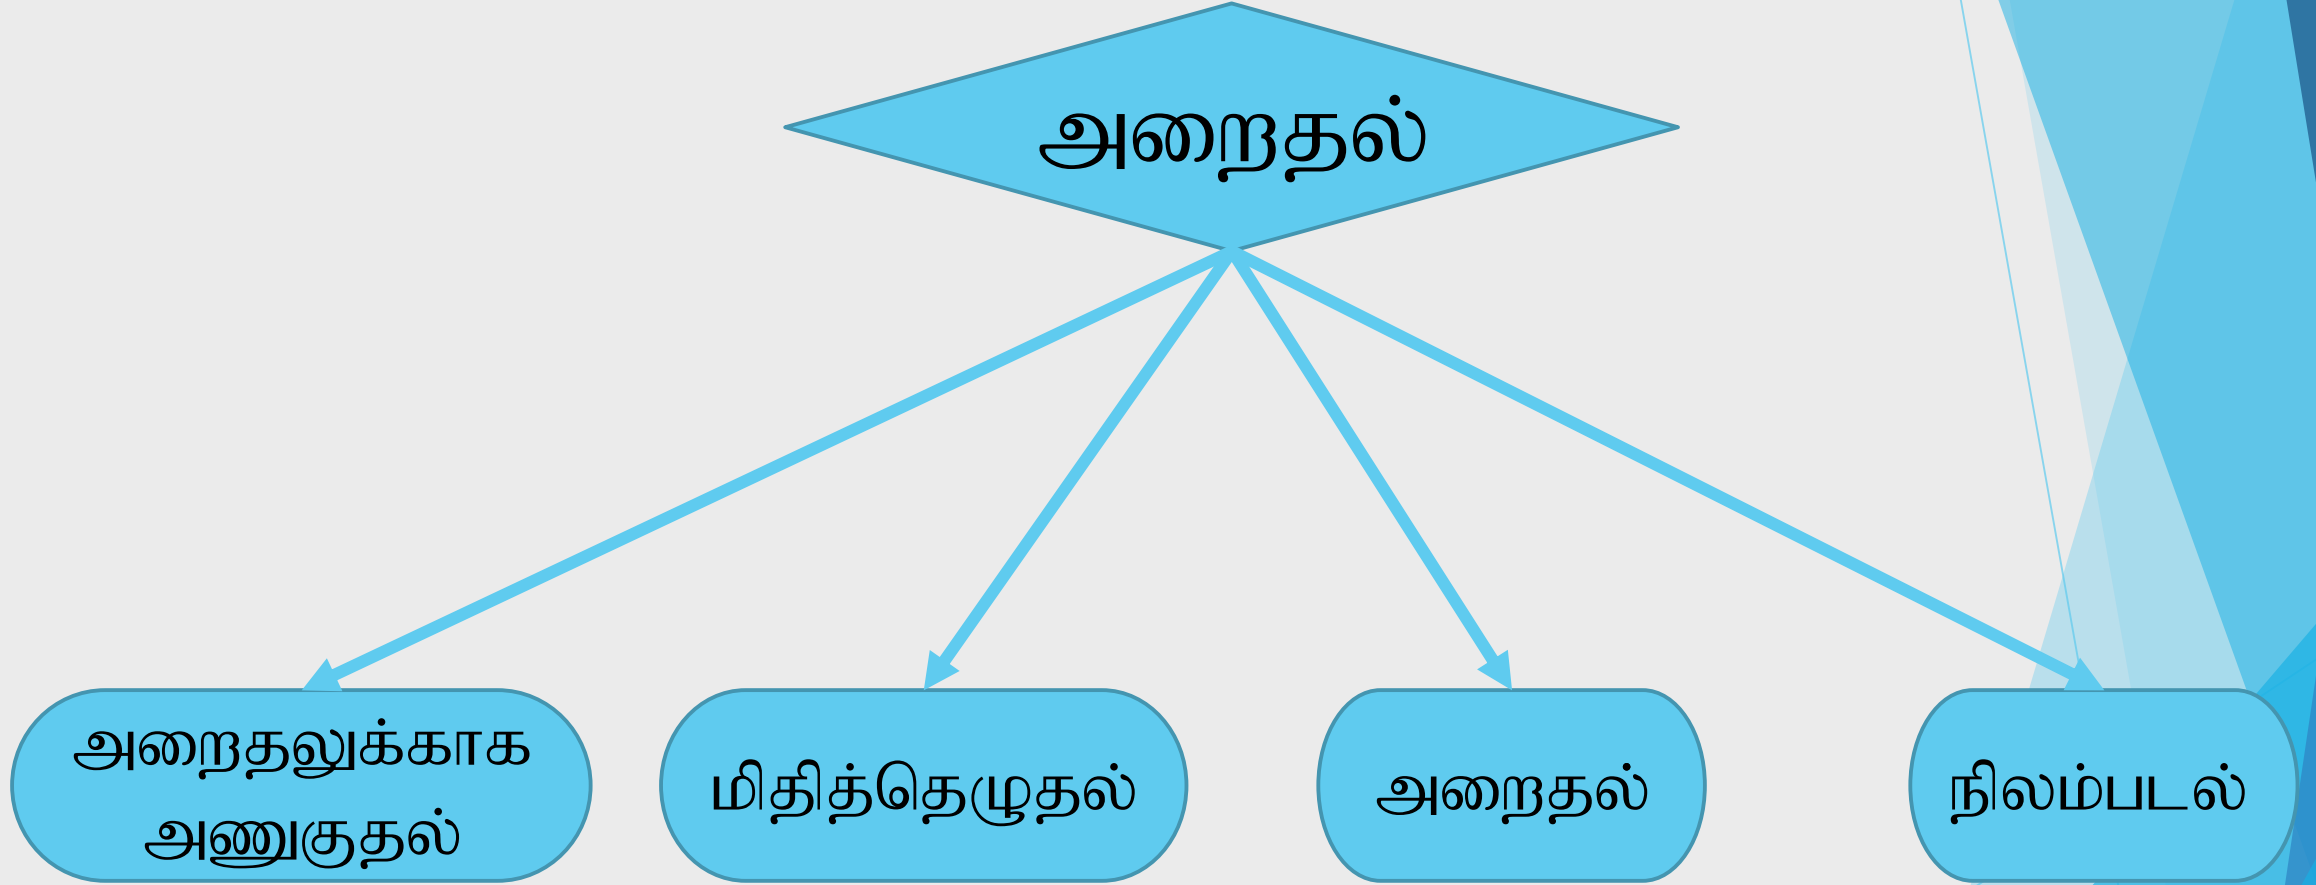 அறைதல்
அறைதலுக்காக
அணுகுதல்
மிதித்தெழுதல்
அறைதல்
நிலம்படல்